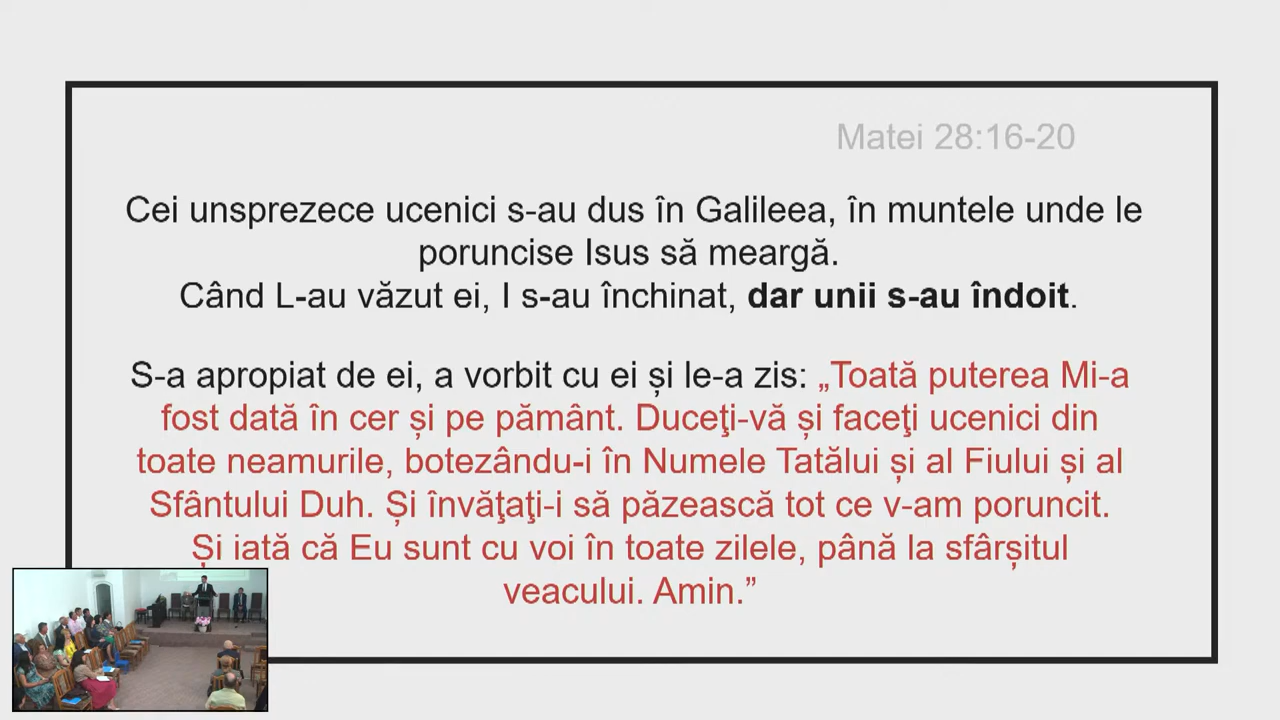 Matei 28:16-20
Cei unsprezece ucenici s-au dus în Galileea, în muntele unde le
poruncise Isus să meargă.
Când L-au văzut ei, I s-au închinat, dar unii s-au îndoit.
S-a apropiat de ei, a vorbit cu ei și le-a zis: „Toată puterea Mi-a
fost dată în cer și pe pământ. Duceţi-vă și faceţi ucenici din
toate neamurile, botezându-i în Numele Tatălui și al Fiului și al
Sfântului Duh. Și învăţaţi-i să păzească tot ce v-am poruncit.
Și iată că Eu sunt cu voi în toate zilele, până la sfârșitul
veacului. Amin.”